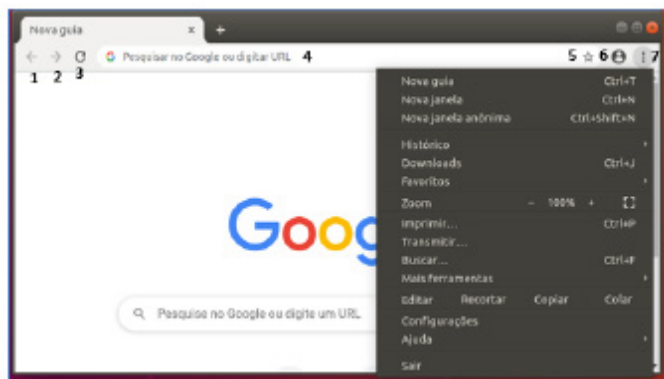 Nova guia
Pesquisar no Google ou digitar URL 4 5 6 7
1 2 3
Nova guia Ctrl+T
Nova janela Ctrl+N
Nova janela anônima Ctrl+Shift+N
Histórico
Downloads Ctrl+J
Favoritos
Zoom - 100% +
Imprimir... Ctrl+P
Transmitir...
Buscar... Ctrl+F
Mais ferramentas
Editar Recortar Copiar Colar
Configurações
Ajuda
Sair
Goog
Pesquise no Google ou digite um URL